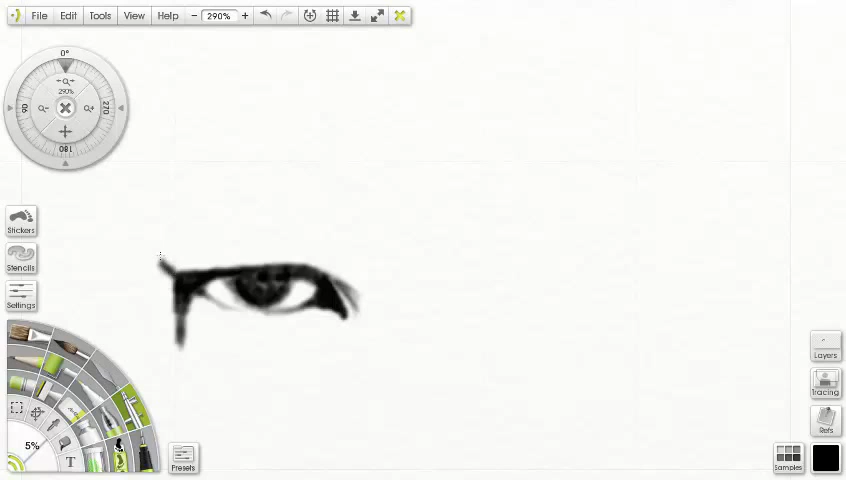 File Edit Tools View Help − 290% +
0°
290%
90
270
180
Stickers
Stencils
Settings
Layers
Tracing
Refs
5%
T
Presets
Samples